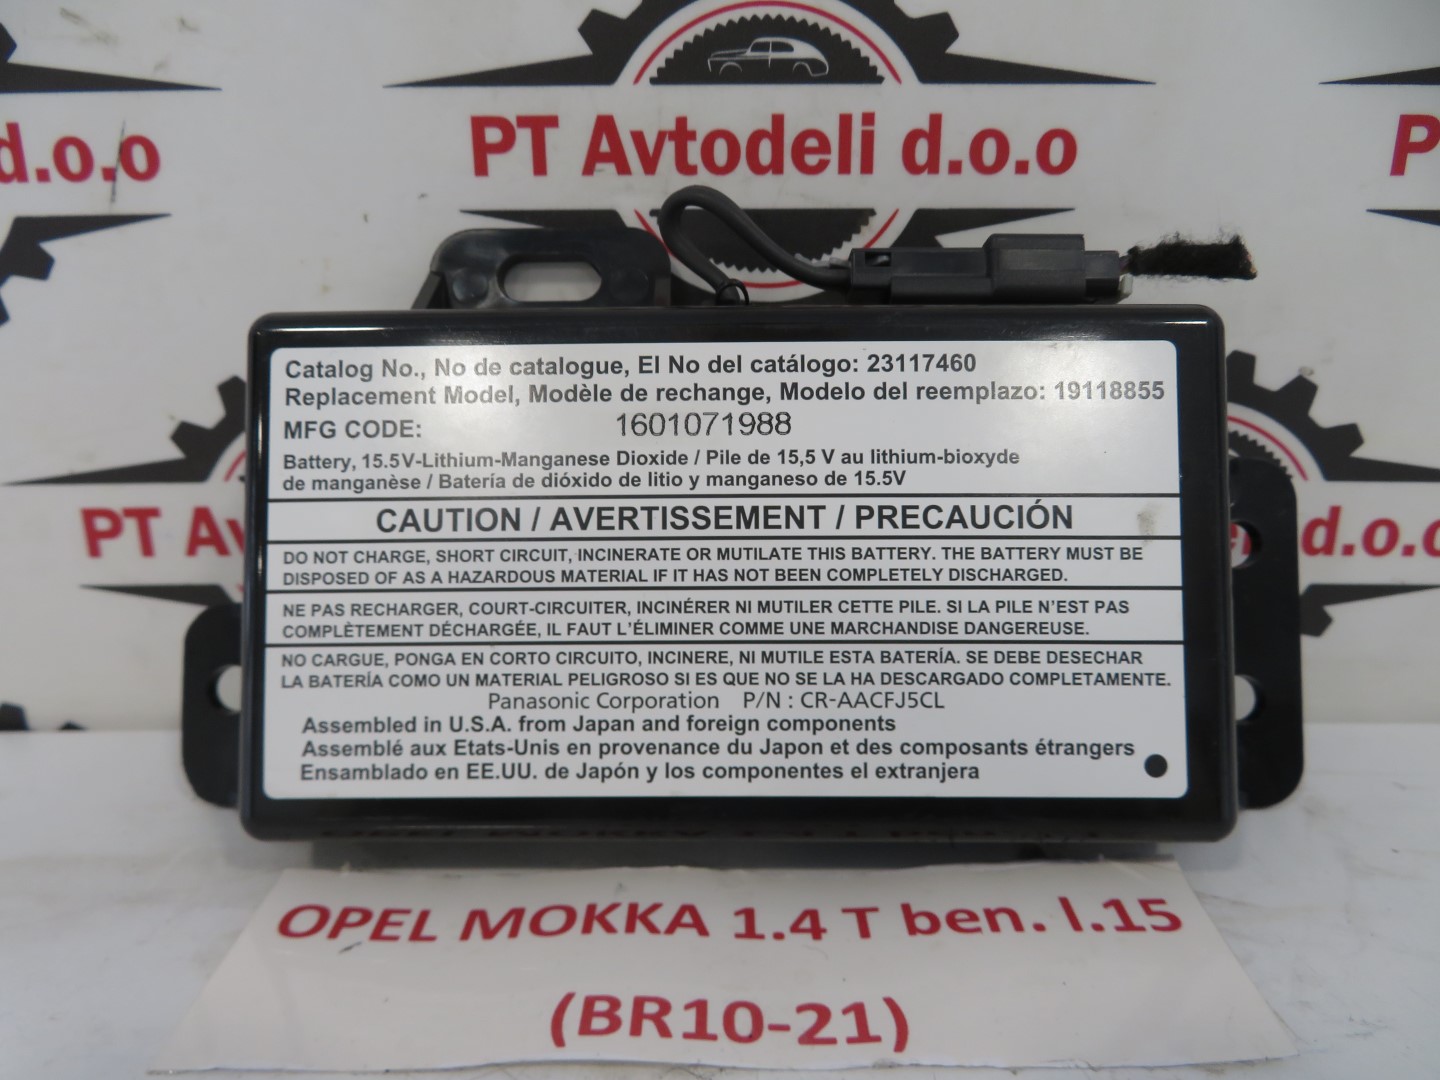 PT Avtodeli d.o.o
d.o.o
P
PT Avtod
d.o.o
Catalog No., No de catalogue, El No del catálogo: 23117460
Replacement Model, Modèle de rechange, Modelo del reemplazo: 19118855
MFG CODE: 1601071988
Battery, 15.5V-Lithium-Manganese Dioxide / Pile de 15,5 V au lithium-bioxyde
de manganèse / Batería de dióxido de litio y manganeso de 15.5V
CAUTION / AVERTISSEMENT / PRECAUCIÓN
DO NOT CHARGE, SHORT CIRCUIT, INCINERATE OR MUTILATE THIS BATTERY. THE BATTERY MUST BE
DISPOSED OF AS A HAZARDOUS MATERIAL IF IT HAS NOT BEEN COMPLETELY DISCHARGED.
NE PAS RECHARGER, COURT-CIRCUITER, INCINÉRER NI MUTILER CETTE PILE. SI LA PILE N'EST PAS
COMPLÈTEMENT DÉCHARGÉE, IL FAUT L'ÉLIMINER COMME UNE MARCHANDISE DANGEREUSE.
NO CARGUE, PONGA EN CORTO CIRCUITO, INCINERE, NI MUTILE ESTA BATERÍA. SE DEBE DESECHAR
LA BATERÍA COMO UN MATERIAL PELIGROSO SI ES QUE NO SE LA HA DESCARGADO COMPLETAMENTE.
Panasonic Corporation P/N : CR-AACFJ5CL
Assembled in U.S.A. from Japan and foreign components
Assemblé aux Etats-Unis en provenance du Japon et des composants étrangers
Ensamblado en EE.UU. de Japón y los componentes el extranjera
OPEL MOKKA 1.4 T ben. l.15
(BR10-21)